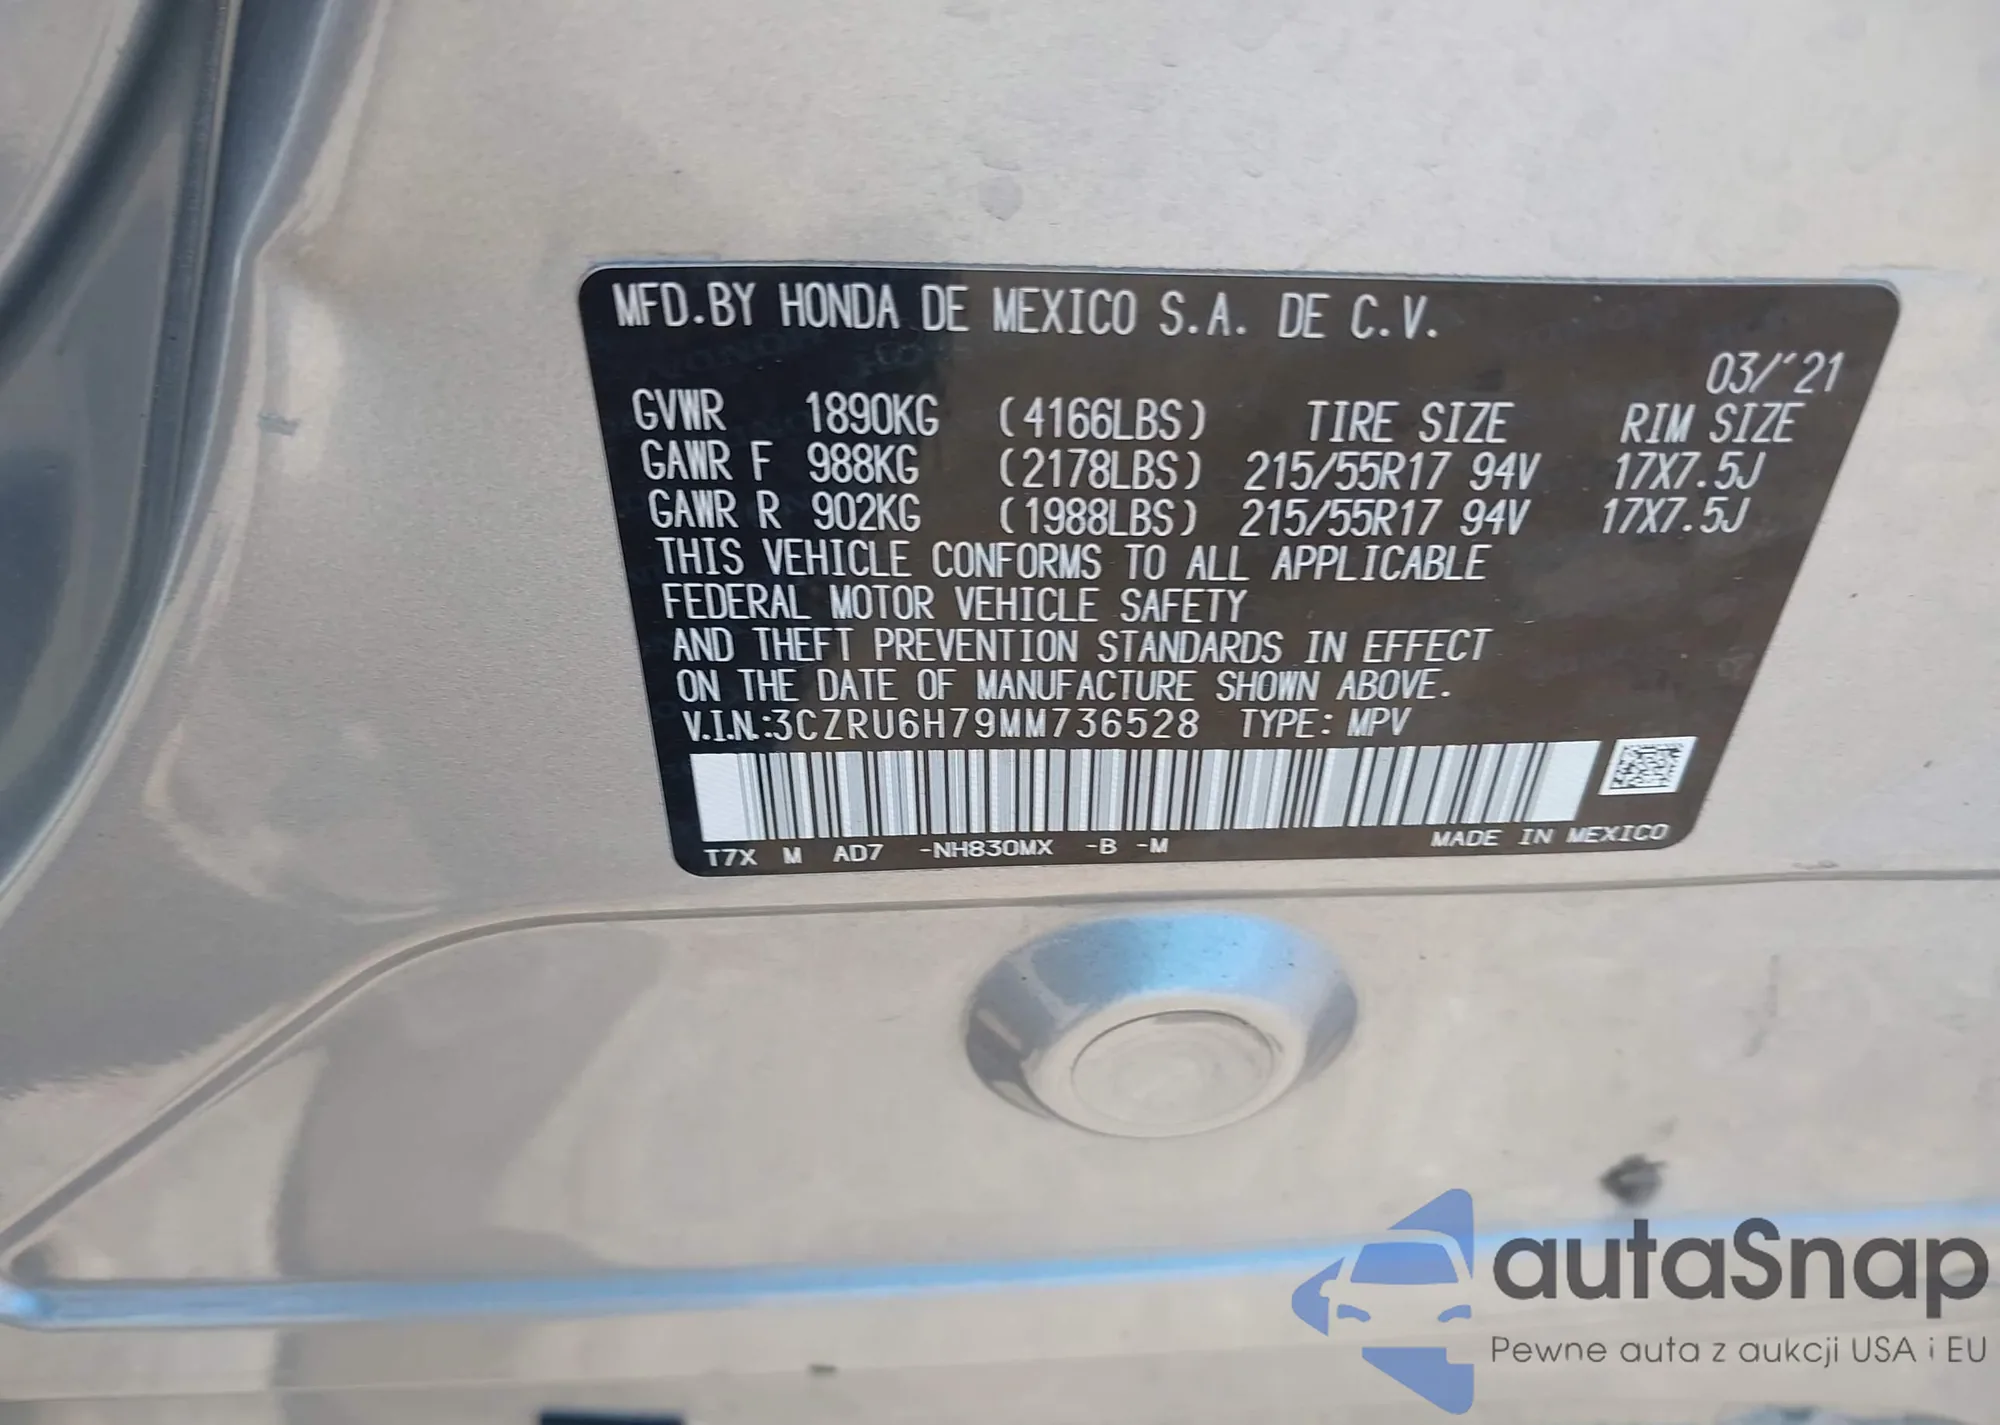 MFD.BY HONDA DE MEXICO S.A. DE C.V.
03/'21
GVWR 1890KG (4166LBS) TIRE SIZE RIM SIZE
GAWR F 988KG (2178LBS) 215/55R17 94V 17X7.5J
GAWR R 902KG (1988LBS) 215/55R17 94V 17X7.5J
THIS VEHICLE CONFORMS TO ALL APPLICABLE
FEDERAL MOTOR VEHICLE SAFETY
AND THEFT PREVENTION STANDARDS IN EFFECT
ON THE DATE OF MANUFACTURE SHOWN ABOVE.
V.I.N.:3CZRU6H79MM736528 TYPE: MPV
T7X M AD7 -NH830MX -B -M MADE IN MEXICO
autaSnap
Pewne auta z aukcji USA i EU